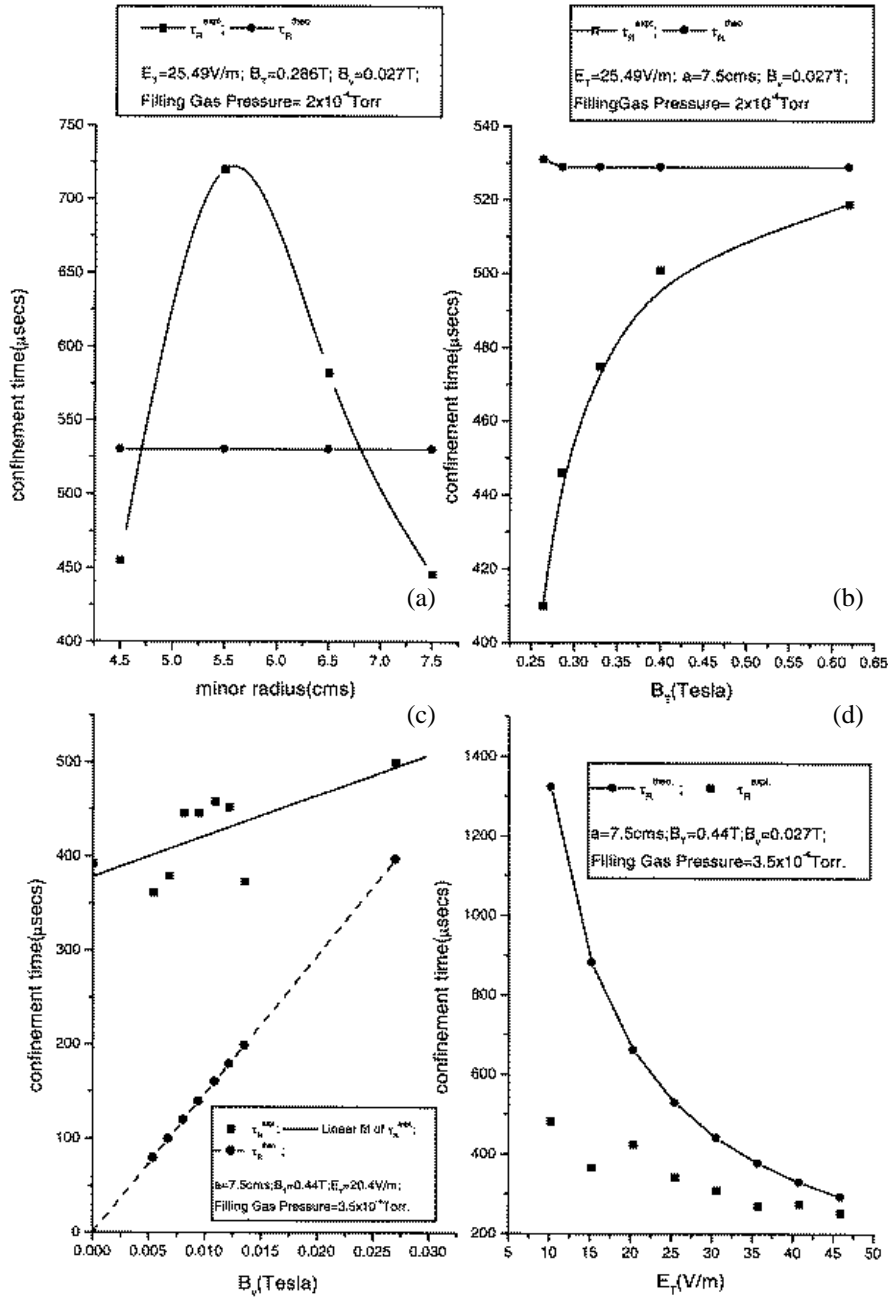 τR expl.; τR theo
ET=25.49V/m; BT=0.286T; Bv=0.027T;
Filling Gas Pressure= 2x10-4Torr
750
700
650
600
550
500
450
400
confinement time(μsecs)
4.5 5.0 5.5 6.0 6.5 7.0 7.5
minor radius(cms)
(a)
τR expl.; τR theo
ET=25.49V/m; a=7.5cms; Bv=0.027T;
FillingGas Pressure= 2x10-4Torr
540
520
500
480
460
440
420
400
confinement time(μsecs)
0.25 0.30 0.35 0.40 0.45 0.50 0.55 0.60 0.65
BT(Tesla)
(b)
(c)
500
400
300
200
100
0
confinement time(μsecs)
τR expl.; Linear fit of τR expl.;
τR theo.;
a=7.5cms;BT=0.44T;ET=20.4V/m;
Filling Gas Pressure=3.5x10-4Torr.
0.000 0.005 0.010 0.015 0.020 0.025 0.030
Bv(Tesla)
(d)
τR theo.; τR expl.
a=7.5cms;BT=0.44T;Bv=0.027T;
Filling Gas Pressure=3.5x10-4Torr.
1400
1200
1000
800
600
400
200
confinement time(μsecs)
5 10 15 20 25 30 35 40 45 50
ET(V/m)